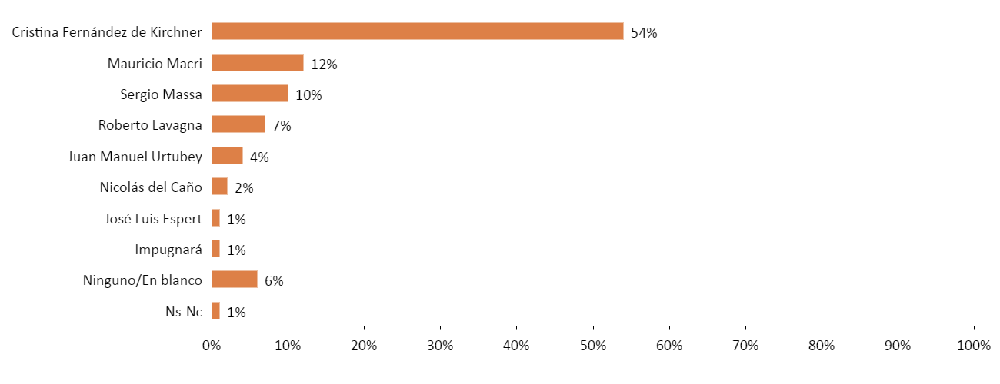 Cristina Fernández de Kirchner 54%
Mauricio Macri 12%
Sergio Massa 10%
Roberto Lavagna 7%
Juan Manuel Urtubey 4%
Nicolás del Caño 2%
José Luis Espert 1%
Impugnará 1%
Ninguno/En blanco 6%
Ns-Nc 1%
0% 10% 20% 30% 40% 50% 60% 70% 80% 90% 100%